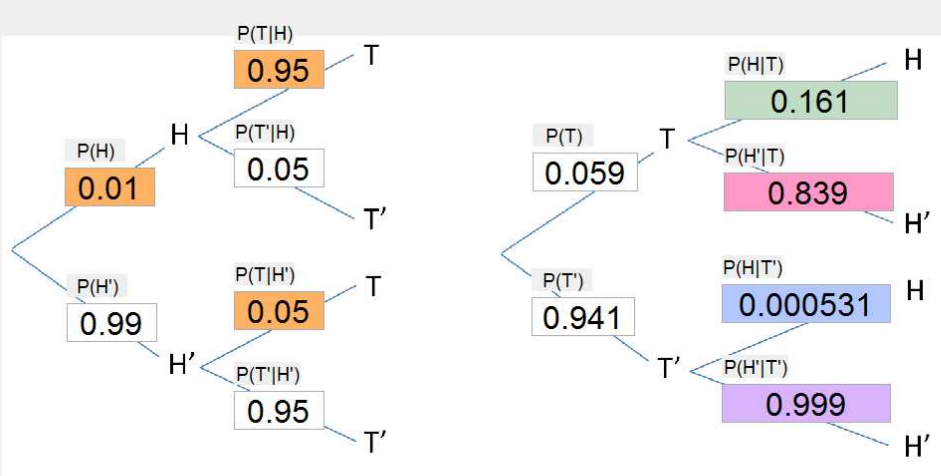 P(T|H)
0.95
T
P(H)
0.01
H
P(T'|H)
0.05
T′
P(H')
0.99
H′
P(T|H')
0.05
T
P(T'|H')
0.95
T′
P(T)
0.059
T
P(H|T)
0.161
H
P(H'|T)
0.839
H′
P(T')
0.941
T′
P(H|T')
0.000531
H
P(H'|T')
0.999
H′